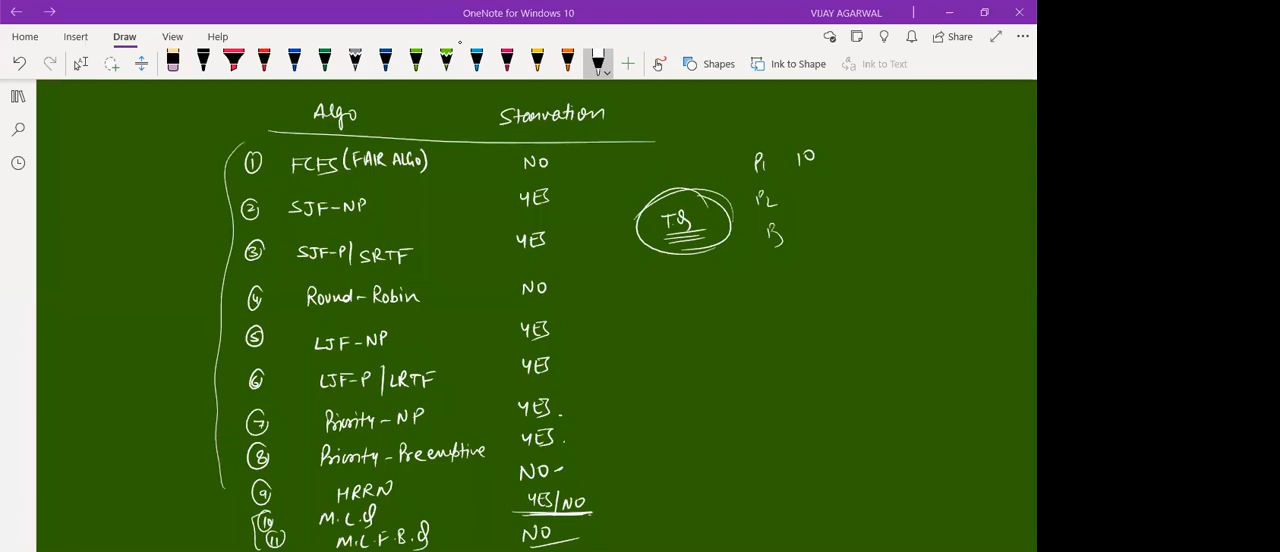 OneNote for Windows 10
VIJAY AGARWAL
Home Insert Draw View Help
Share
Shapes Ink to Shape Ink to Text
Algo Starvation
① FCFS (FAIR ALGO) NO
② SJF-NP YES
③ SJF-P/SRTF YES
④ Round-Robin NO
⑤ LJF-NP YES
⑥ LJF-P/LRTF YES
⑦ Priority-NP YES.
⑧ Priority-Preemptive YES.
⑨ HRRN NO-
⑩ M.L.Q YES/NO
⑪ M.L.F.B.Q NO
T.Q
P1 10
P2